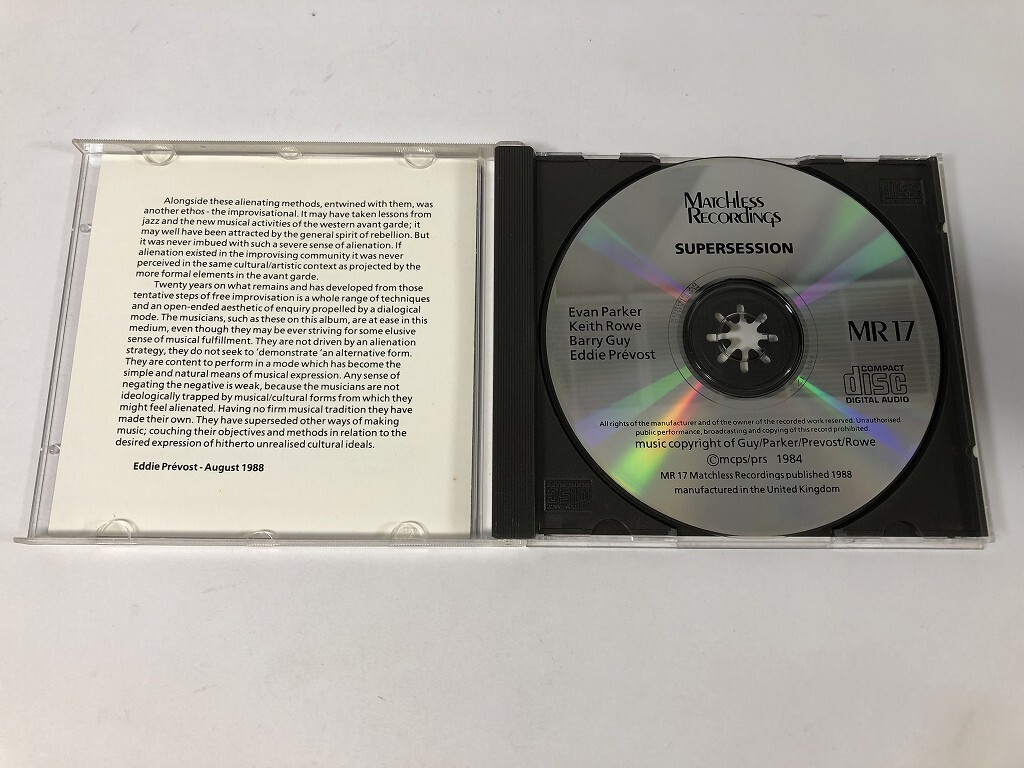 Alongside these alienating methods, entwined with them, was
another ethos - the improvisational. It may have taken lessons from
jazz and the new musical activities of the western avant garde; it
may well have been attracted by the general spirit of rebellion. But
it was never imbued with such a severe sense of alienation. If
alienation existed in the improvising community it was never
perceived in the same cultural/artistic context as projected by the
more formal elements in the avant garde.
Twenty years on what remains and has developed from those
tentative steps of free improvisation is a whole range of techniques
and an open-ended aesthetic of enquiry propelled by a dialogical
mode. The musicians, such as these on this album, are at ease in this
medium, even though they may be ever striving for some elusive
sense of musical fulfillment. They are not driven by an alienation
strategy, they do not seek to 'demonstrate 'an alternative form.
They are content to perform in a mode which has become the
simple and natural means of musical expression. Any sense of
negating the negative is weak, because the musicians are not
ideologically trapped by musical/cultural forms from which they
might feel alienated. Having no firm musical tradition they have
made their own. They have superseded other ways of making
music; couching their objectives and methods in relation to the
desired expression of hitherto unrealised cultural ideals.
Eddie Prévost - August 1988
MATCHLESS
RECORDINGS
SUPERSESSION
Evan Parker
Keith Rowe
Barry Guy
Eddie Prévost
MR 17
COMPACT
disc
DIGITAL AUDIO
All rights of the manufacturer and of the owner of the recorded work reserved. Unauthorised
public performance, broadcasting and copying of this record prohibited.
music copyright of Guy/Parker/Prevost/Rowe
©mcps/prs 1984
MR 17 Matchless Recordings published 1988
manufactured in the United Kingdom